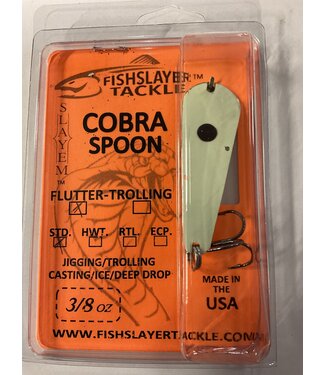 FISHSLAYER™
TACKLE
SLAYEM™
COBRA
SPOON
FLUTTER-TROLLING
STD. HWT. RTL. ECP.
JIGGING/TROLLING
CASTING/ICE/DEEP DROP
3/8 oz
MADE IN
THE
USA
WWW.FISHSLAYERTACKLE.COM